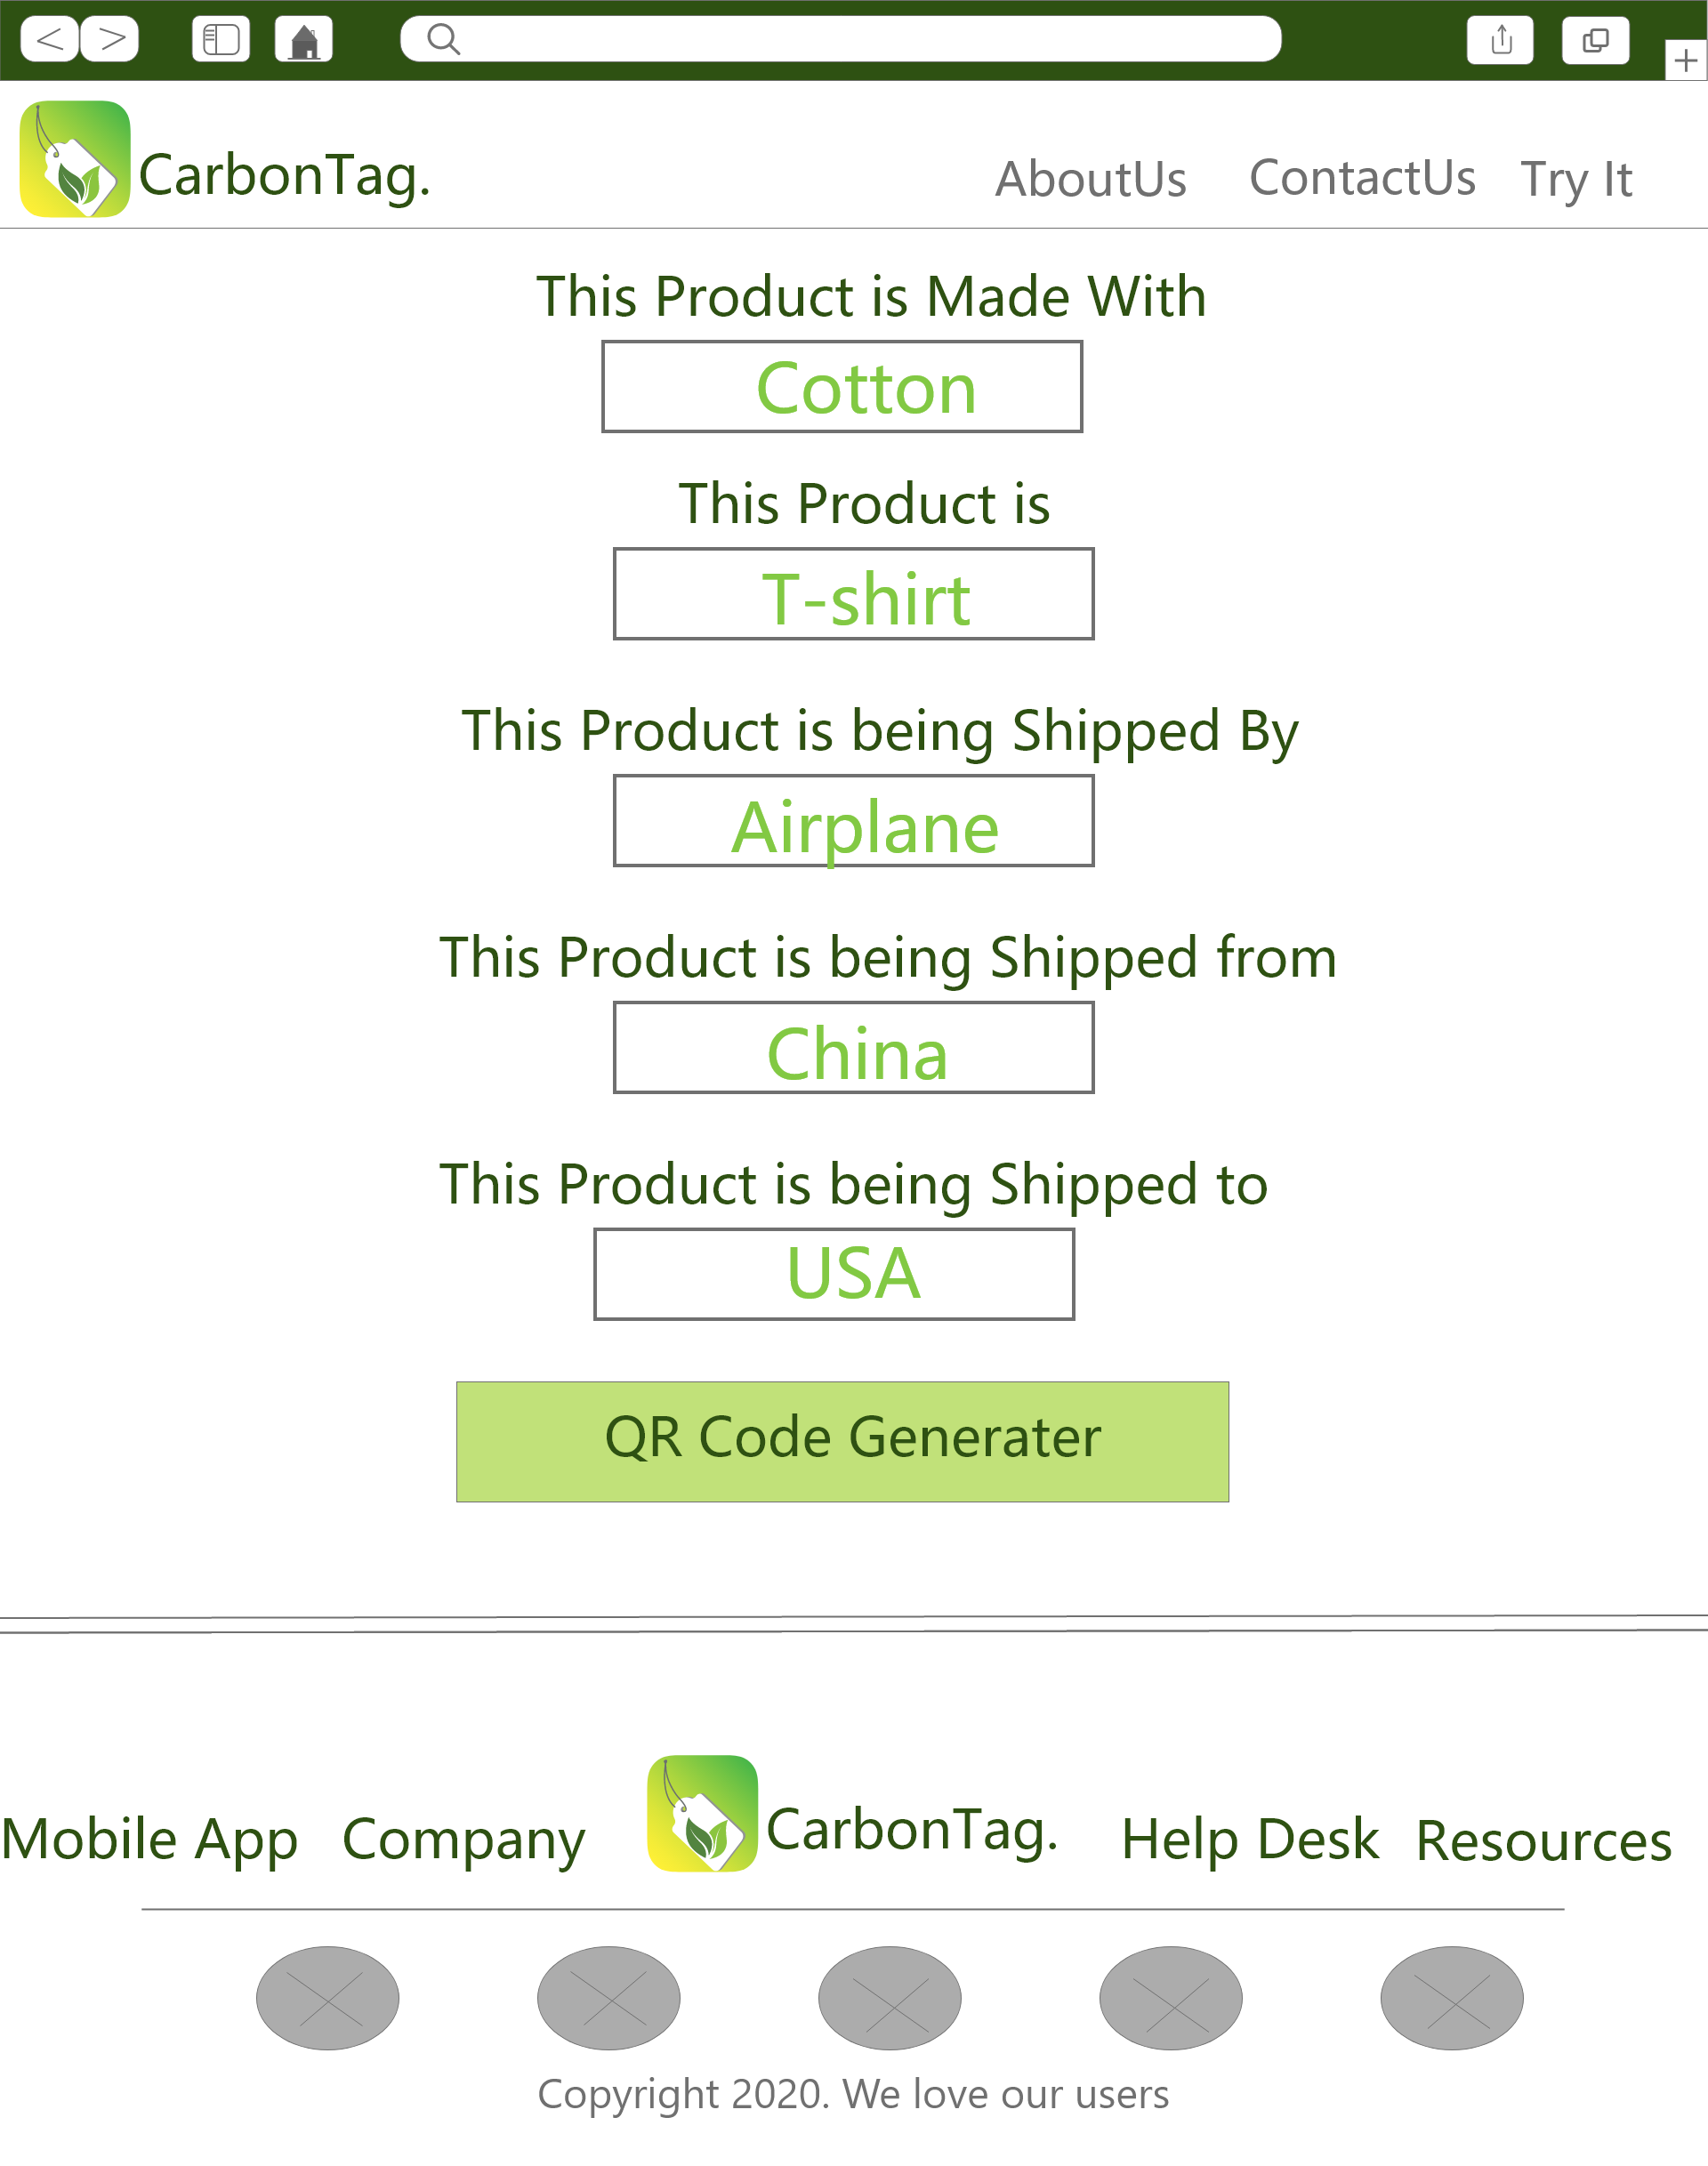 CarbonTag.
AboutUs ContactUs Try It
This Product is Made With
Cotton
This Product is
T-shirt
This Product is being Shipped By
Airplane
This Product is being Shipped from
China
This Product is being Shipped to
USA
QR Code Generater
Mobile App Company CarbonTag. Help Desk Resources
Copyright 2020. We love our users